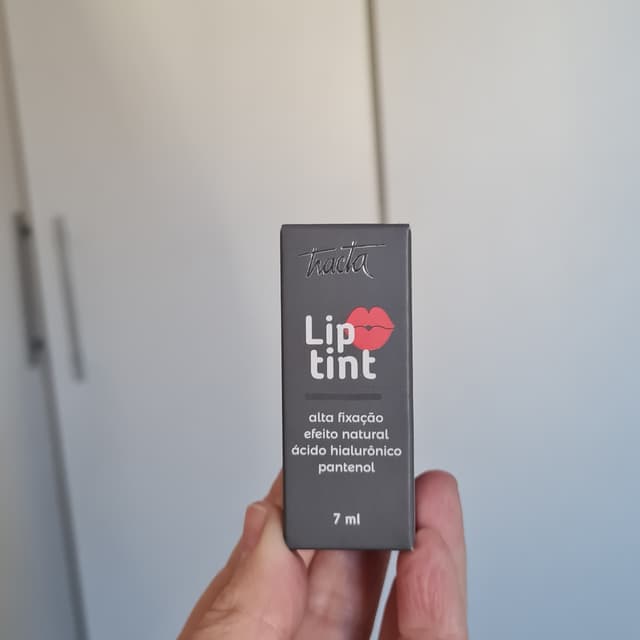 tracta
Lip
tint
alta fixação
efeito natural
ácido hialurônico
pantenol
7 ml